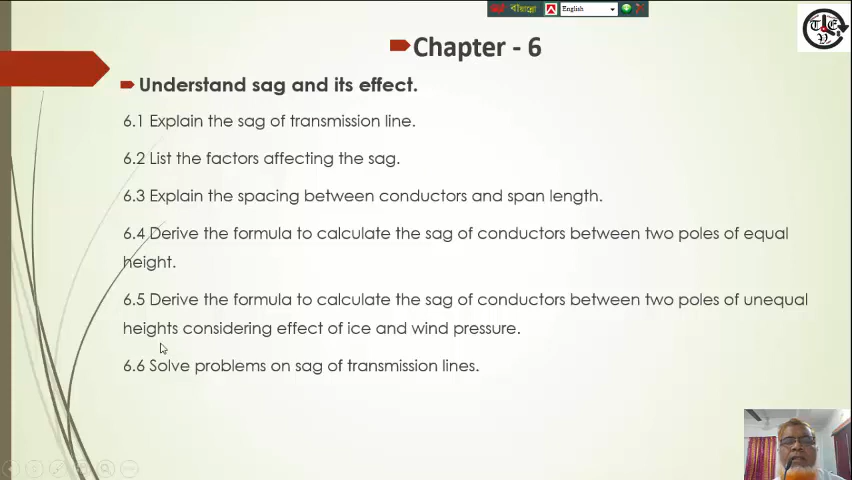 বাংলা
English
Chapter - 6
Understand sag and its effect.
6.1 Explain the sag of transmission line.
6.2 List the factors affecting the sag.
6.3 Explain the spacing between conductors and span length.
6.4 Derive the formula to calculate the sag of conductors between two poles of equal
height.
6.5 Derive the formula to calculate the sag of conductors between two poles of unequal
heights considering effect of ice and wind pressure.
6.6 Solve problems on sag of transmission lines.